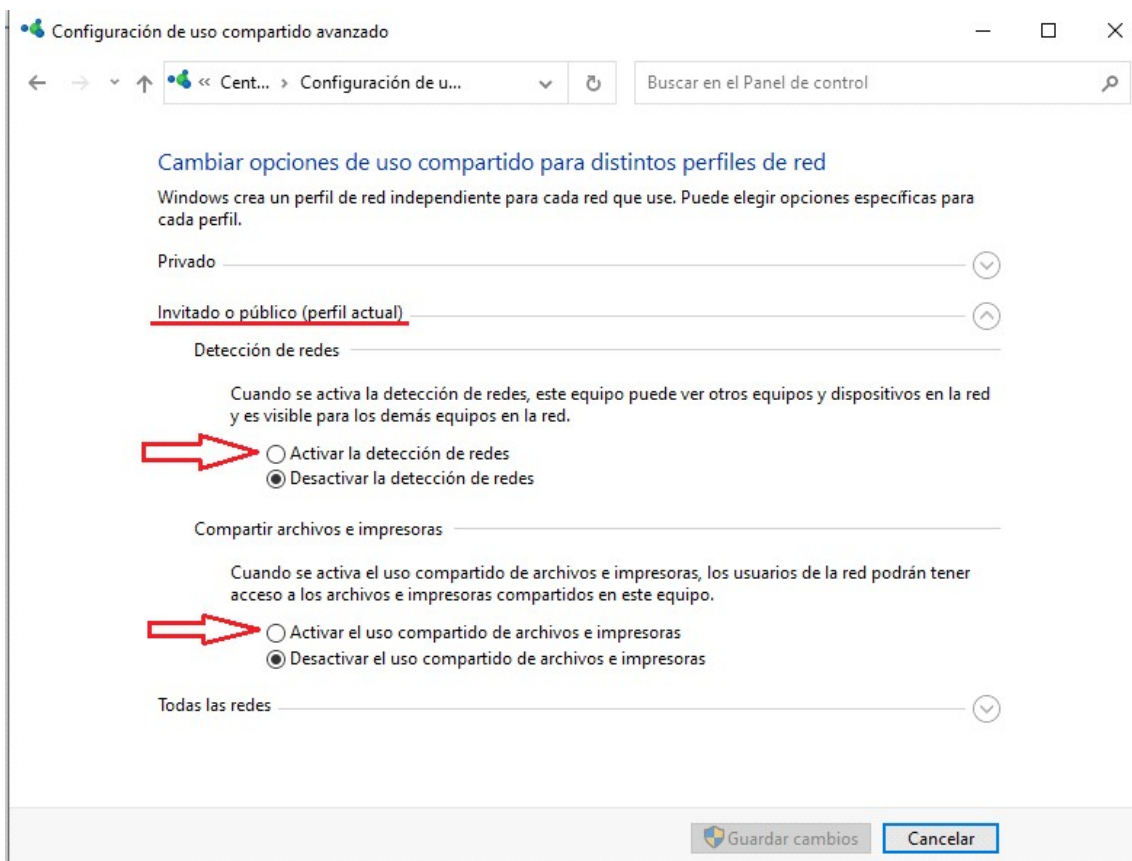 Configuración de uso compartido avanzado
« Cent... › Configuración de u...
Buscar en el Panel de control
Cambiar opciones de uso compartido para distintos perfiles de red
Windows crea un perfil de red independiente para cada red que use. Puede elegir opciones específicas para
cada perfil.
Privado
Invitado o público (perfil actual)
Detección de redes
Cuando se activa la detección de redes, este equipo puede ver otros equipos y dispositivos en la red
y es visible para los demás equipos en la red.
Activar la detección de redes
Desactivar la detección de redes
Compartir archivos e impresoras
Cuando se activa el uso compartido de archivos e impresoras, los usuarios de la red podrán tener
acceso a los archivos e impresoras compartidos en este equipo.
Activar el uso compartido de archivos e impresoras
Desactivar el uso compartido de archivos e impresoras
Todas las redes
Guardar cambios
Cancelar